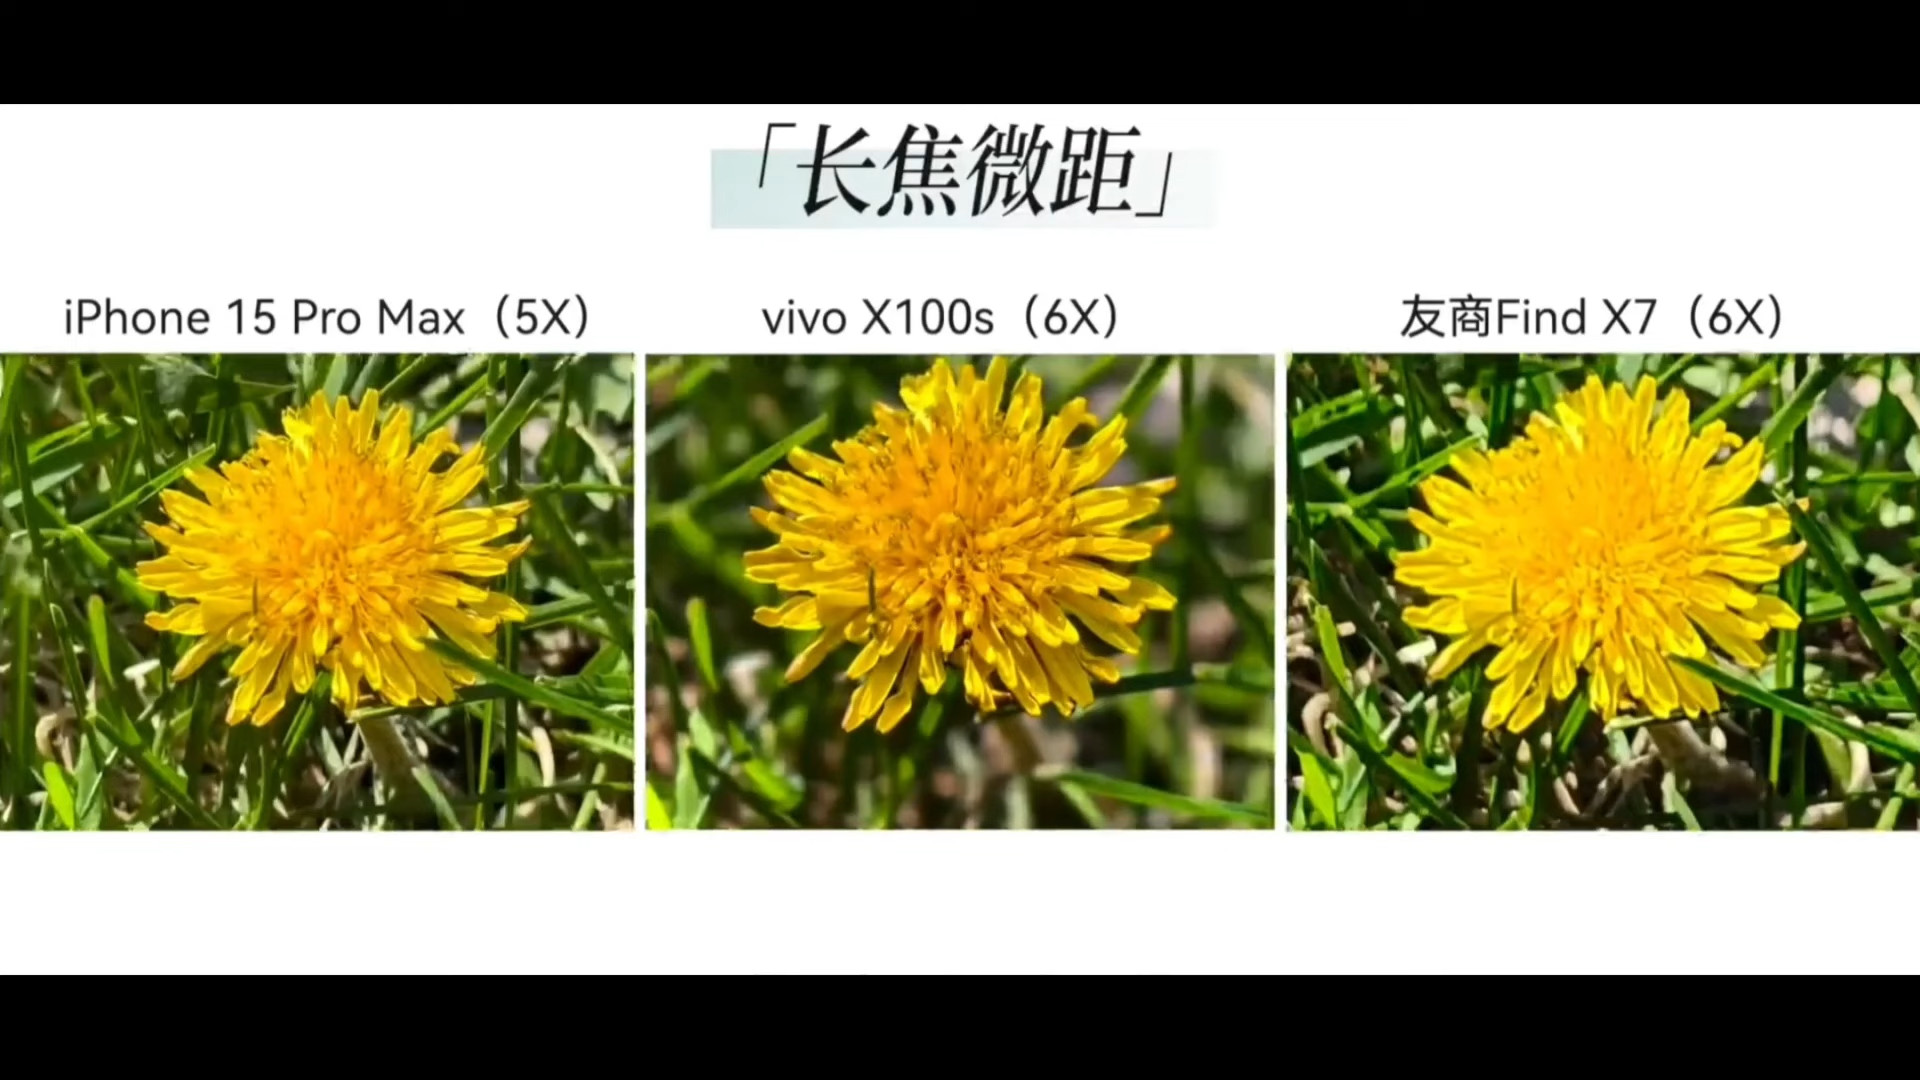 「长焦微距」
iPhone 15 Pro Max（5X）
vivo X100s（6X）
友商Find X7（6X）